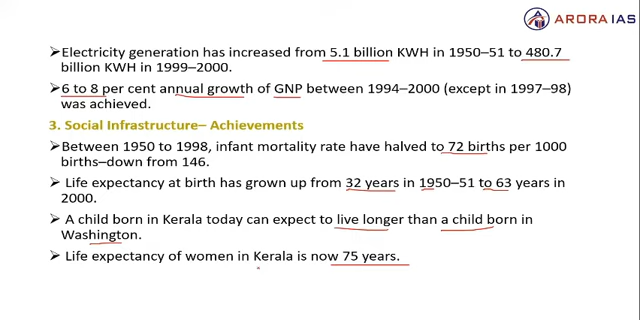 ARORA IAS
➢ Electricity generation has increased from 5.1 billion KWH in 1950–51 to 480.7
billion KWH in 1999–2000.
➢ 6 to 8 per cent annual growth of GNP between 1994–2000 (except in 1997–98)
was achieved.
3. Social Infrastructure– Achievements
➢ Between 1950 to 1998, infant mortality rate have halved to 72 births per 1000
births–down from 146.
➢ Life expectancy at birth has grown up from 32 years in 1950–51 to 63 years in
2000.
➢ A child born in Kerala today can expect to live longer than a child born in
Washington.
➢ Life expectancy of women in Kerala is now 75 years.